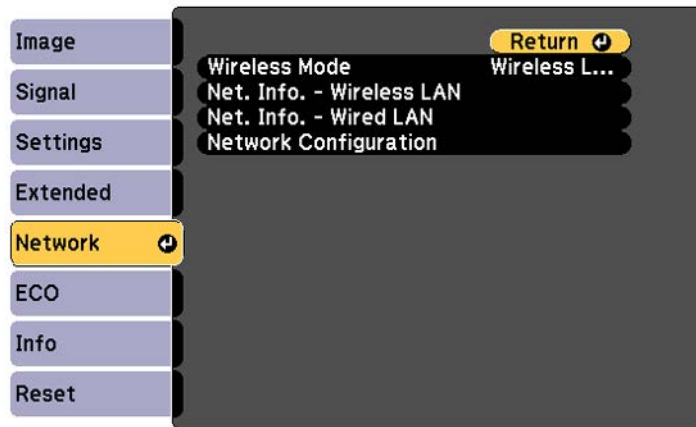 Image
Signal
Settings
Extended
Network
ECO
Info
Reset
Return
Wireless Mode Wireless L...
Net. Info. - Wireless LAN
Net. Info. - Wired LAN
Network Configuration